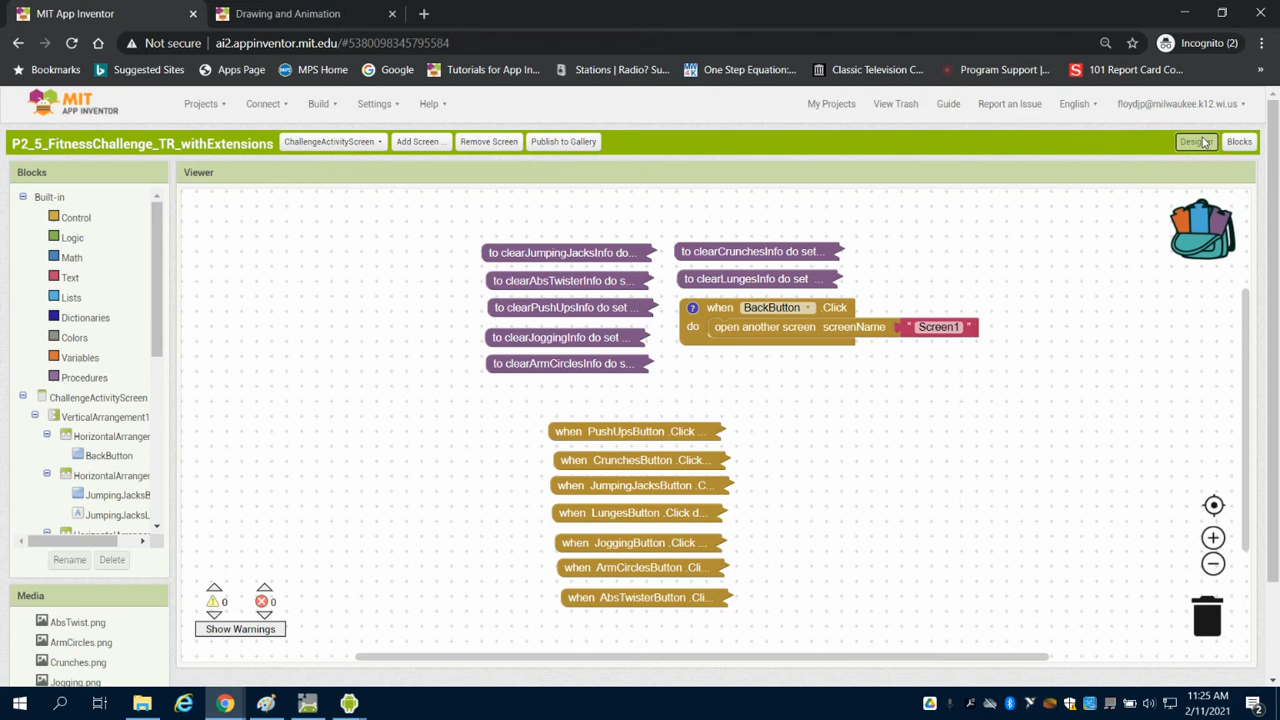 MIT App Inventor
Drawing and Animation
Not secure
ai2.appinventor.mit.edu/#5380098345795584
Incognito (2)
Bookmarks
Suggested Sites
Apps Page
MPS Home
Google
Tutorials for App In...
Stations | Radio? Su...
One Step Equation:...
Classic Television C...
Program Support |...
101 Report Card Co...
MIT
APP INVENTOR
Projects
Connect
Build
Settings
Help
My Projects
View Trash
Guide
Report an Issue
English
floydjp@milwaukee.k12.wi.us
P2_5_FitnessChallenge_TR_withExtensions
ChallengeActivityScreen
Add Screen ...
Remove Screen
Publish to Gallery
Blocks
Blocks
Viewer
Built-in
Control
Logic
Math
Text
Lists
Dictionaries
Colors
Variables
Procedures
ChallengeActivityScreen
VerticalArrangement1
HorizontalArranger
BackButton
HorizontalArranger
JumpingJacksB
JumpingJacksL
Rename
Delete
Media
AbsTwist.png
ArmCircles.png
Crunches.png
Jogging.png
to clearJumpingJacksInfo do...
to clearCrunchesInfo do set...
to clearAbsTwisterInfo do s...
to clearLungesInfo do set ...
to clearPushUpsInfo do set ...
when BackButton .Click
do open another screen screenName " Screen1 "
to clearJoggingInfo do set ...
to clearArmCirclesInfo do s...
when PushUpsButton .Click ...
when CrunchesButton .Click...
when JumpingJacksButton .C...
when LungesButton .Click d...
when JoggingButton .Click ...
when ArmCirclesButton .Cli...
when AbsTwisterButton .Cli...
0
0
Show Warnings
11:25 AM
2/11/2021
2